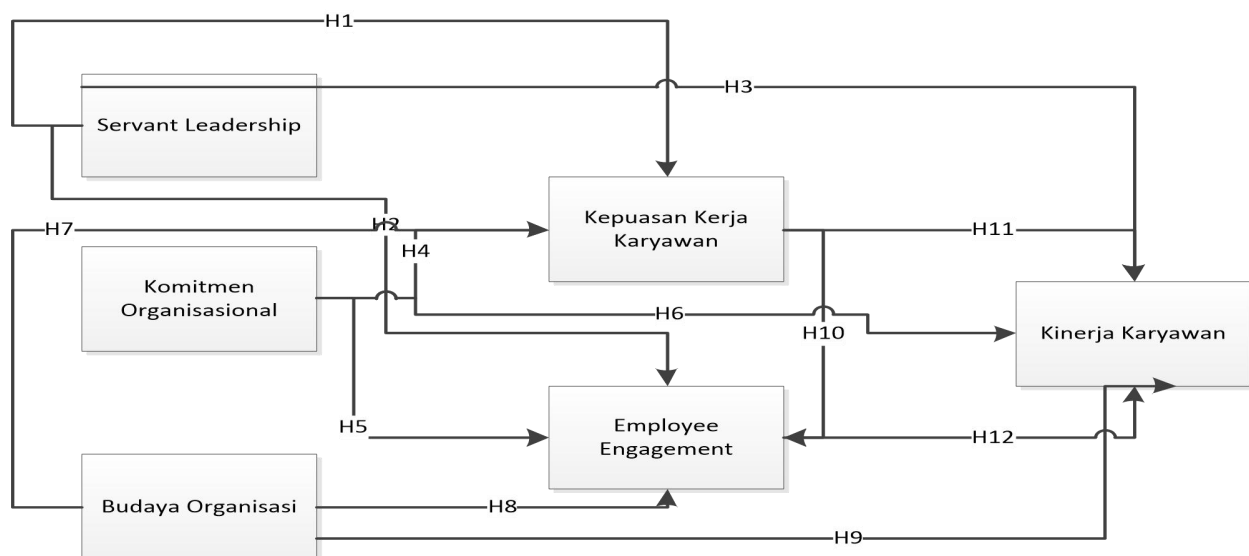 H1
H3
Servant Leadership
H7
H2
H4
Kepuasan Kerja
Karyawan
H11
Komitmen
Organisasional
H6
H10
Kinerja Karyawan
H5
Employee
Engagement
H12
Budaya Organisasi
H8
H9